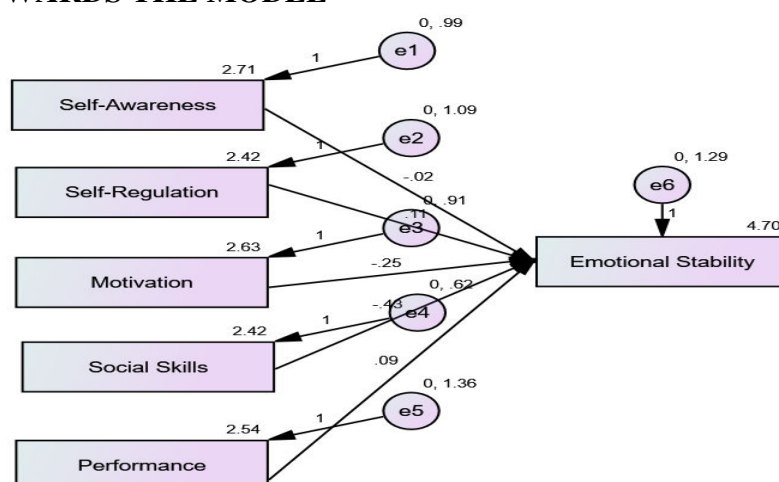 WARDS THE MODEL
0, .99
e1
1
2.71
Self-Awareness
0, 1.09
e2
1
2.42
Self-Regulation
-.02
0, .91
e3
.11
1
2.63
Motivation
-.25
0, .62
e4
-.43
1
2.42
Social Skills
.09
0, 1.36
e5
1
2.54
Performance
0, 1.29
e6
1
4.70
Emotional Stability